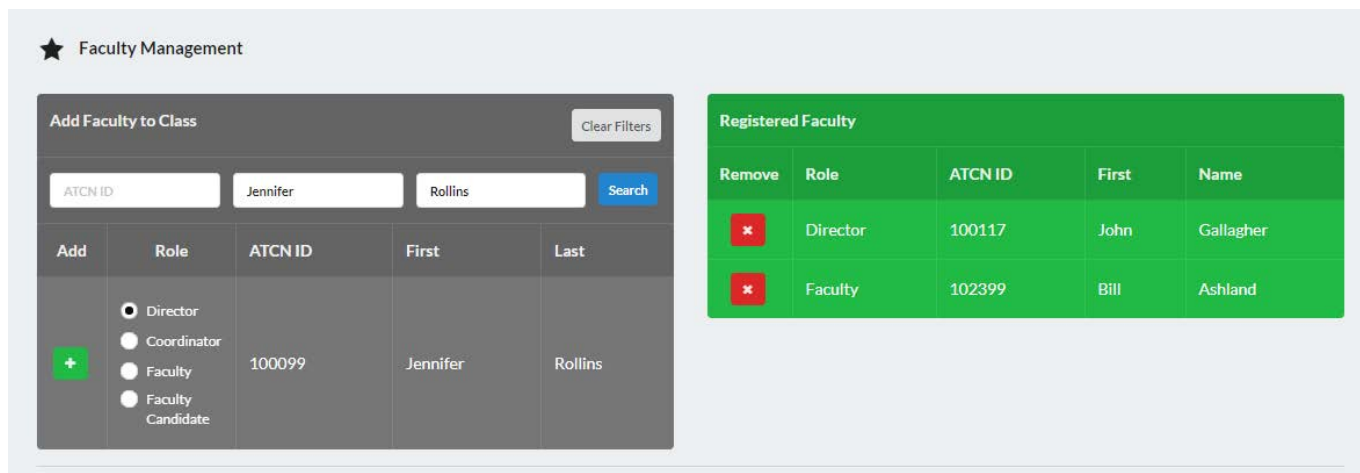 Faculty Management
Add Faculty to Class
Clear Filters
ATCN ID
Jennifer
Rollins
Search
Add Role ATCN ID First Last
Director
Coordinator
Faculty
Faculty
Candidate
100099 Jennifer Rollins
Registered Faculty
Remove Role ATCN ID First Name
Director 100117 John Gallagher
Faculty 102399 Bill Ashland